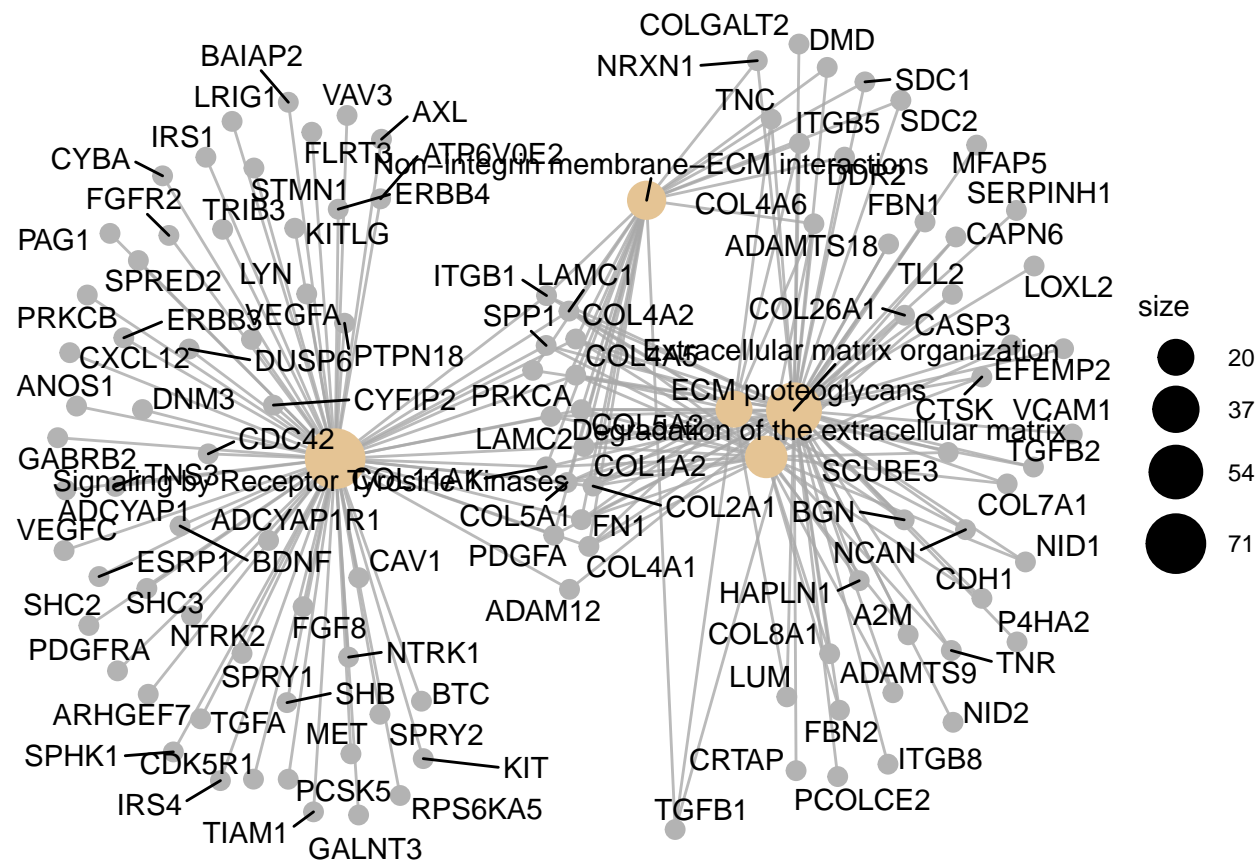 COLGALT2
DMD
BAIAP2
NRXN1
SDC1
LRIG1
VAV3
TNC
AXL
ITGB5
SDC2
IRS1
FLRT3
ATP6V0E2
CYBA
Non−integrin membrane−ECM interactions
MFAP5
DDR2
STMN1
ERBB4
SERPINH1
FGFR2
TRIB3
COL4A6
FBN1
KITLG
CAPN6
PAG1
ADAMTS18
SPRED2
LYN
ITGB1
LAMC1
TLL2
LOXL2
PRKCB
ERBB3
VEGFA
SPP1
COL4A2
COL26A1
CASP3
CXCL12
DUSP6
PTPN18
COL4A5
Extracellular matrix organization
EFEMP2
ANOS1
DNM3
CYFIP2
PRKCA
ECM proteoglycans
CTSK
VCAM1
CDC42
LAMC2
COL5A2
Degradation of the extracellular matrix
TGFB2
GABRB2
TNS3
COL11A1
COL1A2
SCUBE3
Signaling by Receptor Tyrosine Kinases
COL7A1
ADCYAP1
ADCYAP1R1
COL5A1
FN1
COL2A1
BGN
VEGFC
NID1
ESRP1
BDNF
CAV1
PDGFA
COL4A1
NCAN
CDH1
SHC2
SHC3
ADAM12
HAPLN1
A2M
P4HA2
NTRK2
FGF8
COL8A1
PDGFRA
NTRK1
SPRY1
LUM
ADAMTS9
TNR
SHB
BTC
ARHGEF7
TGFA
MET
SPRY2
FBN2
NID2
SPHK1
CDK5R1
KIT
CRTAP
ITGB8
IRS4
PCSK5
RPS6KA5
TGFB1
PCOLCE2
TIAM1
GALNT3
size
20
37
54
71